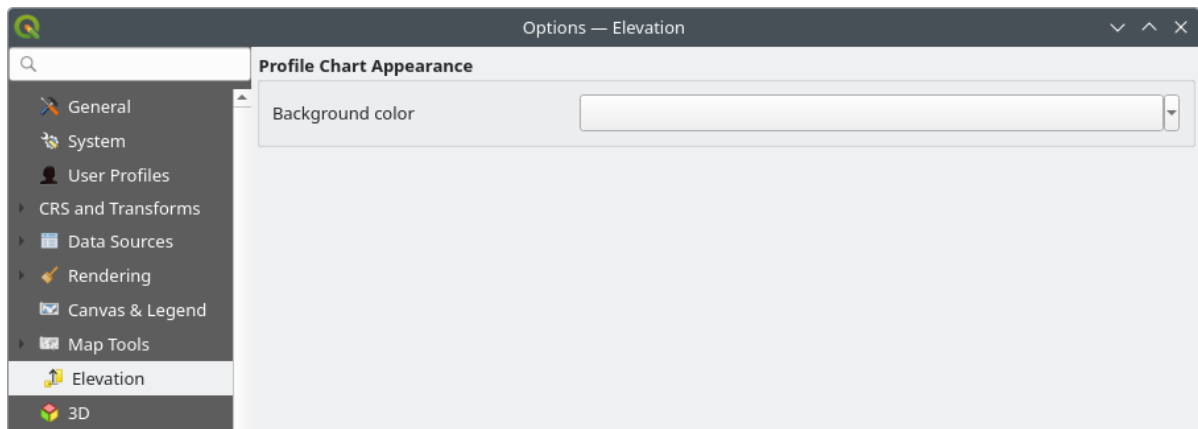 Options — Elevation
Profile Chart Appearance
Background color
General
System
User Profiles
CRS and Transforms
Data Sources
Rendering
Canvas & Legend
Map Tools
Elevation
3D